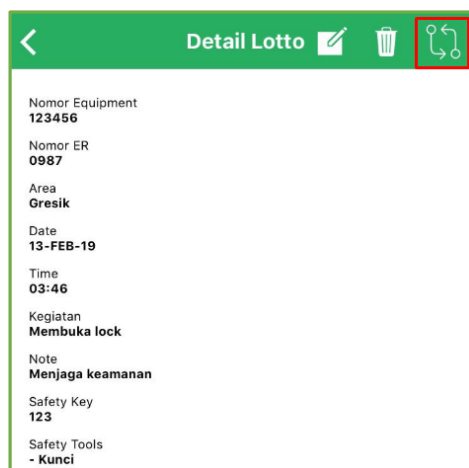 Detail Lotto
Nomor Equipment
123456
Nomor ER
0987
Area
Gresik
Date
13-FEB-19
Time
03:46
Kegiatan
Membuka lock
Note
Menjaga keamanan
Safety Key
123
Safety Tools
- Kunci